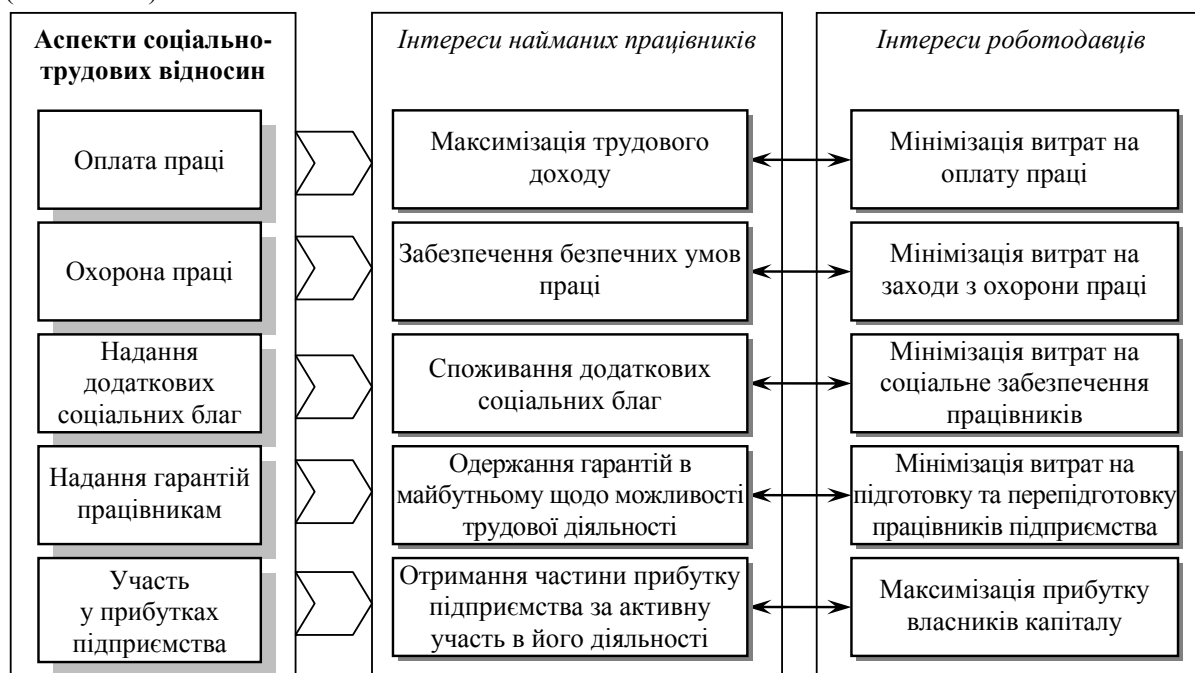 Аспекти соціально-
трудових відносин
Інтереси найманих працівників
Інтереси роботодавців
Оплата праці
Максимізація трудового
доходу
Мінімізація витрат на
оплату праці
Охорона праці
Забезпечення безпечних умов
праці
Мінімізація витрат на
заходи з охорони праці
Надання
додаткових
соціальних благ
Споживання додаткових
соціальних благ
Мінімізація витрат на
соціальне забезпечення
працівників
Надання гарантій
працівникам
Одержання гарантій в
майбутньому щодо можливості
трудової діяльності
Мінімізація витрат на
підготовку та перепідготовку
працівників підприємства
Участь
у прибутках
підприємства
Отримання частини прибутку
підприємства за активну
участь в його діяльності
Максимізація прибутку
власників капіталу